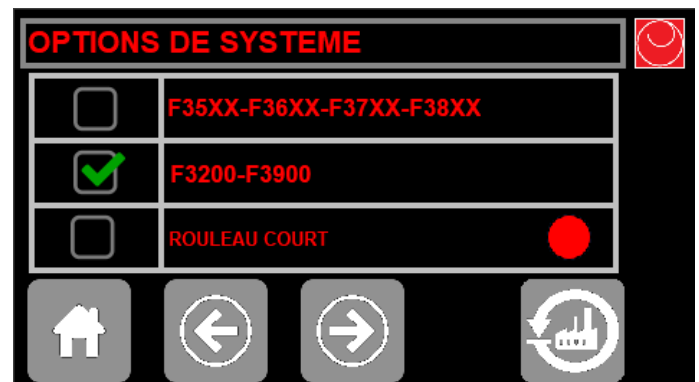 OPTIONS DE SYSTEME
F35XX-F36XX-F37XX-F38XX
F3200-F3900
ROULEAU COURT